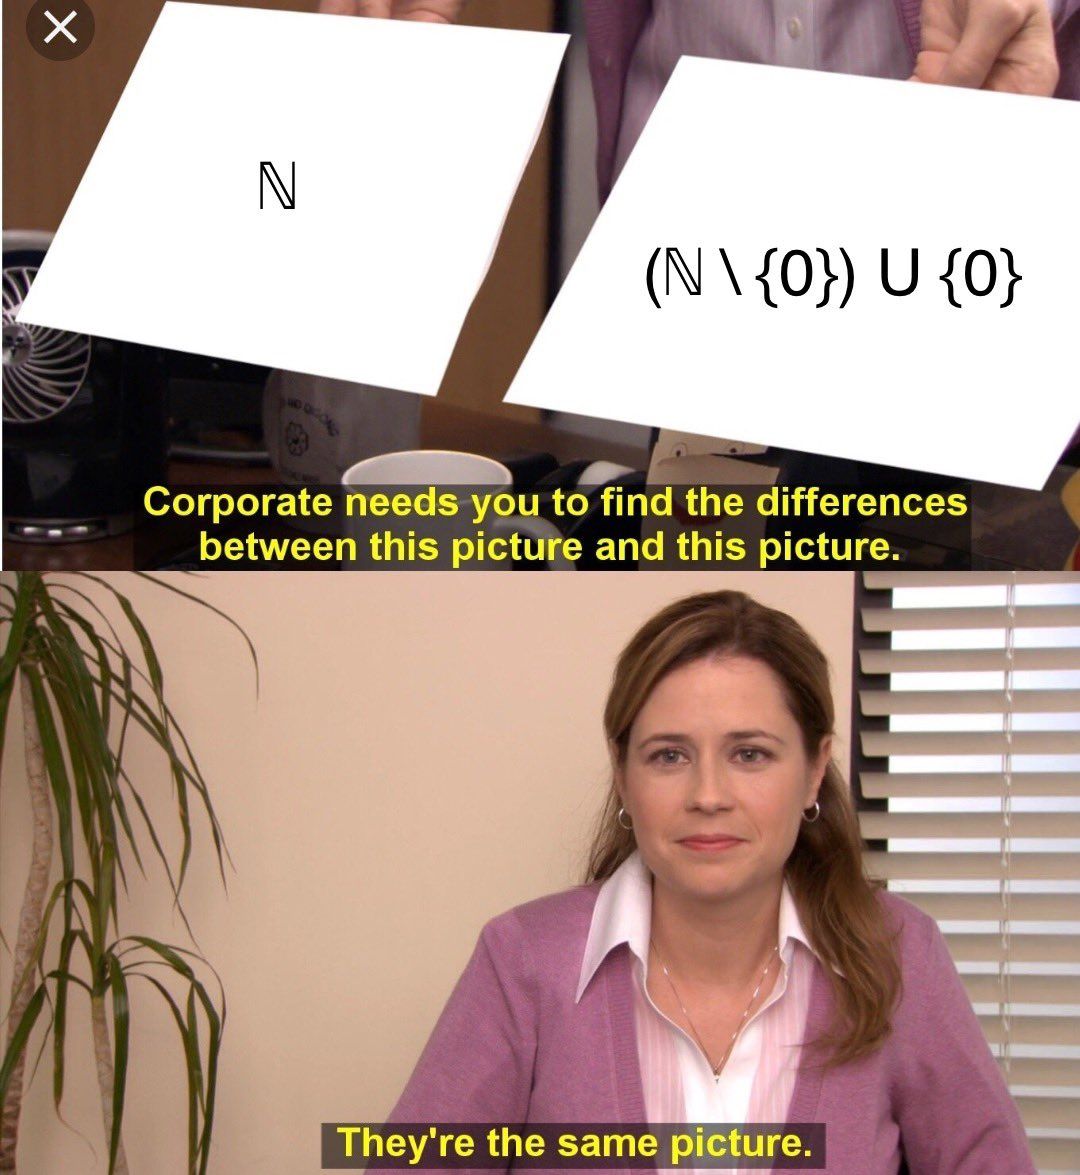 ℕ
(ℕ \ {0}) ∪ {0}
Corporate needs you to find the differences
between this picture and this picture.
They're the same picture.